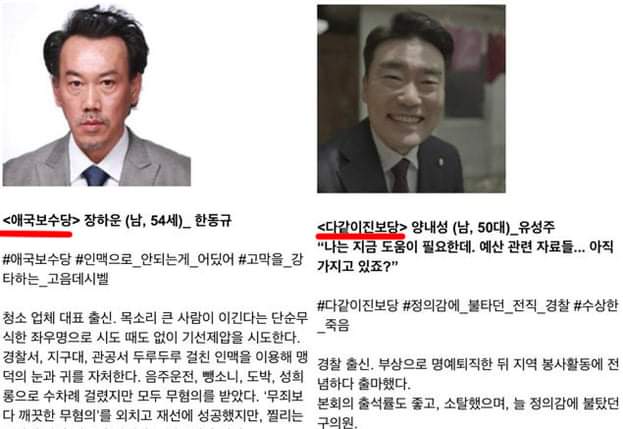 <애국보수당> 장하운 (남, 54세)_ 한동규
#애국보수당 #인맥으로_안되는게_어딨어 #고막을_강
타하는_고음데시벨
청소 업체 대표 출신. 목소리 큰 사람이 이긴다는 단순무
식한 좌우명으로 시도 때도 없이 기선제압을 시도한다.
경찰서, 지구대, 관공서 두루두루 걸친 인맥을 이용해 맹
덕의 눈과 귀를 자처한다. 음주운전, 뺑소니, 도박, 성희
롱으로 수차례 걸렸지만 모두 무혐의를 받았다. ‘무죄보
다 깨끗한 무혐의’를 외치고 재선에 성공했지만, 찔리는
<다같이진보당> 양내성 (남, 50대)_유성주
“나는 지금 도움이 필요한데. 예산 관련 자료들... 아직
가지고 있죠?”
#다같이진보당 #정의감에_불타던_전직_경찰 #수상한
_죽음
경찰 출신. 부상으로 명예퇴직한 뒤 지역 봉사활동에 전
념하다 출마했다.
본회의 출석률도 좋고, 소탈했으며, 늘 정의감에 불탔던
구의원.